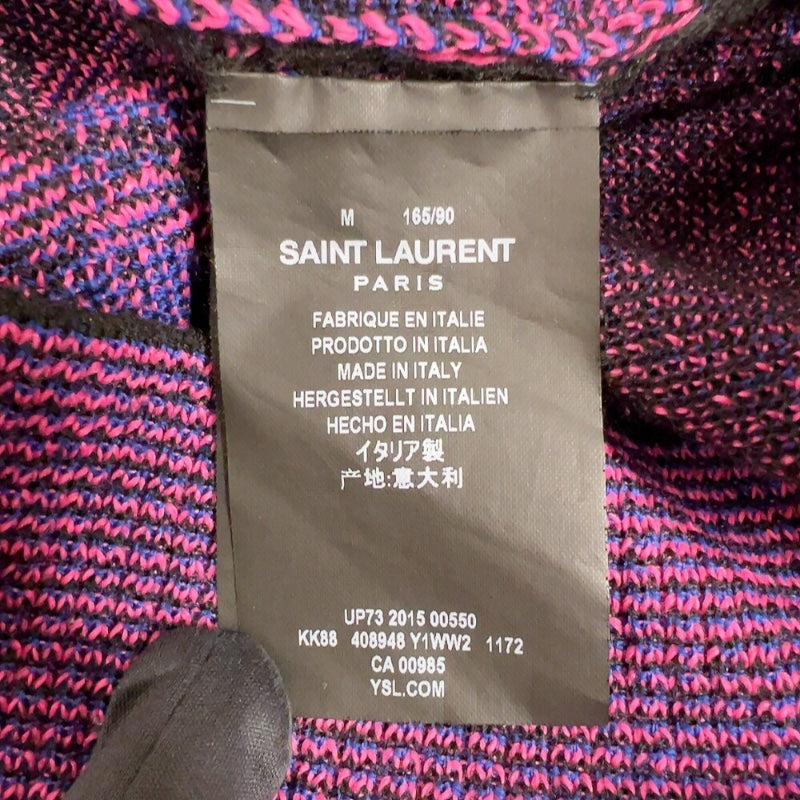 M 165/90
SAINT LAURENT
PARIS
FABRIQUE EN ITALIE
PRODOTTO IN ITALIA
MADE IN ITALY
HERGESTELLT IN ITALIEN
HECHO EN ITALIA
イタリア製
产地:意大利
UP73 2015 00550
KK88 408948 Y1WW2 1172
CA 00985
YSL.COM